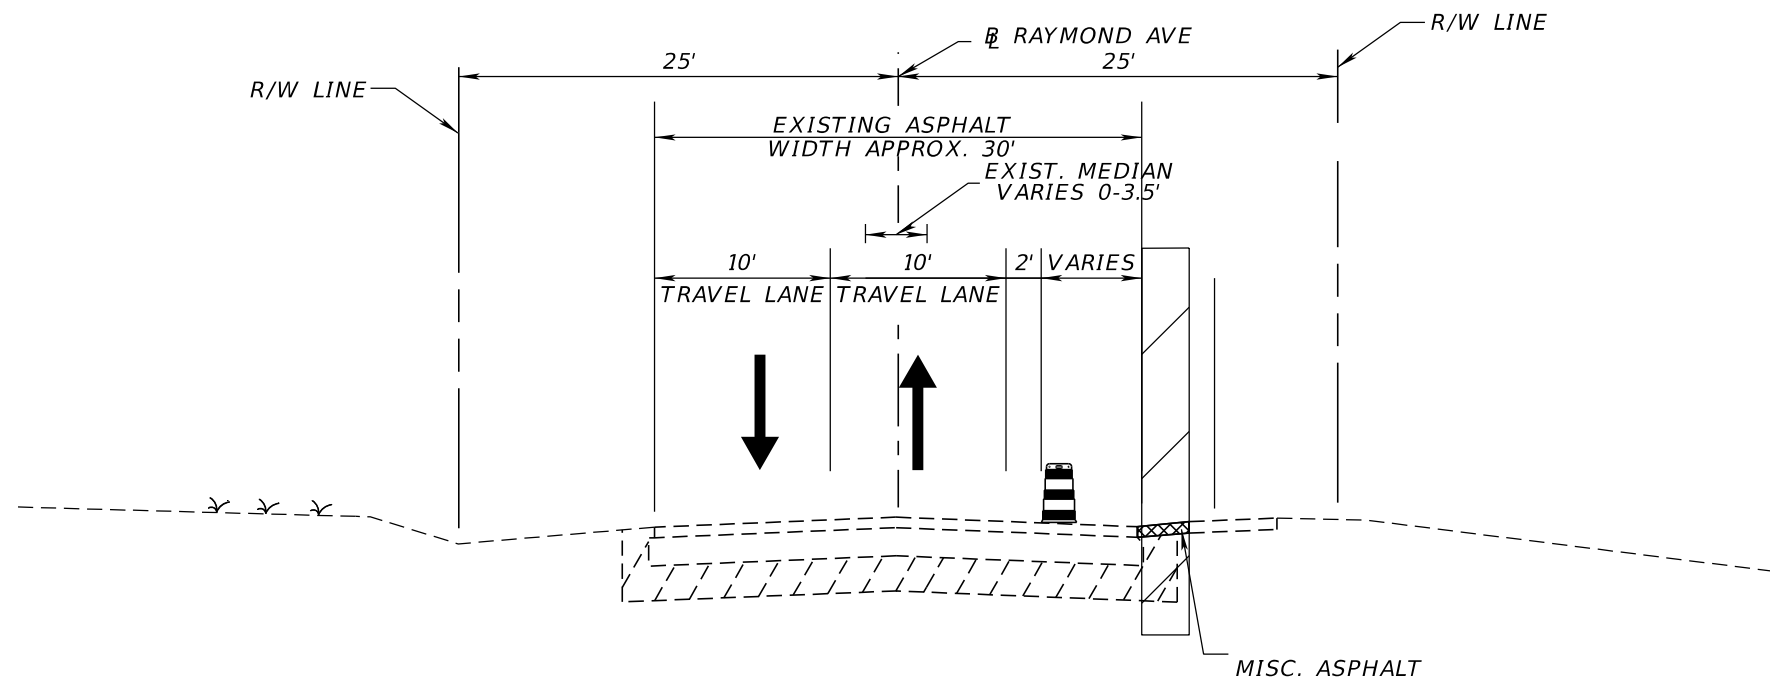 R/W LINE
BL RAYMOND AVE
25'
25'
R/W LINE
EXISTING ASPHALT
WIDTH APPROX. 30'
EXIST. MEDIAN
VARIES 0-3.5'
10'
10'
2'
VARIES
TRAVEL LANE
TRAVEL LANE
MISC. ASPHALT